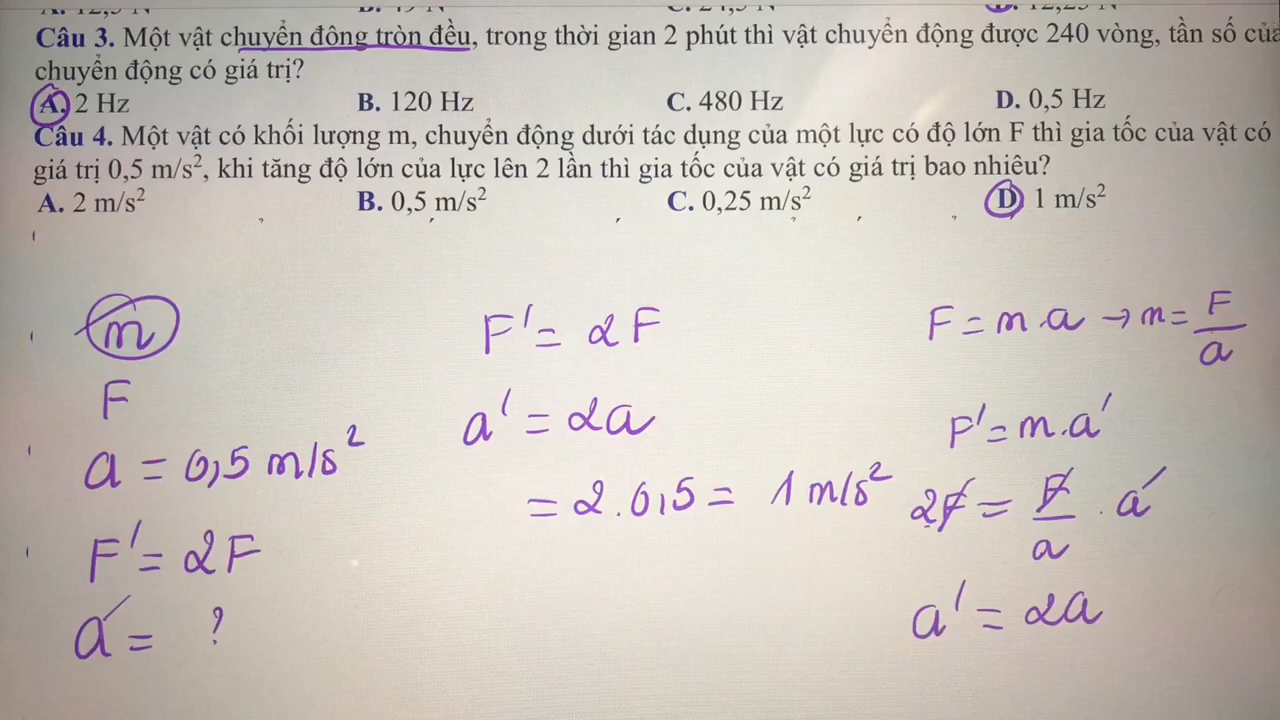 Câu 3. Một vật chuyển đông tròn đều, trong thời gian 2 phút thì vật chuyển động được 240 vòng, tần số của
chuyển động có giá trị?
A. 2 Hz B. 120 Hz C. 480 Hz D. 0,5 Hz
Câu 4. Một vật có khối lượng m, chuyển động dưới tác dụng của một lực có độ lớn F thì gia tốc của vật có
giá trị 0,5 m/s², khi tăng độ lớn của lực lên 2 lần thì gia tốc của vật có giá trị bao nhiêu?
A. 2 m/s² B. 0,5 m/s² C. 0,25 m/s² D 1 m/s²
m
F
a = 0,5 m/s²
F' = 2F
a' = ?
F' = 2F
a' = 2a
= 2.0,5 = 1 m/s²
F = m.a → m = F/a
F' = m.a'
2F = F/a . a'
a' = 2a